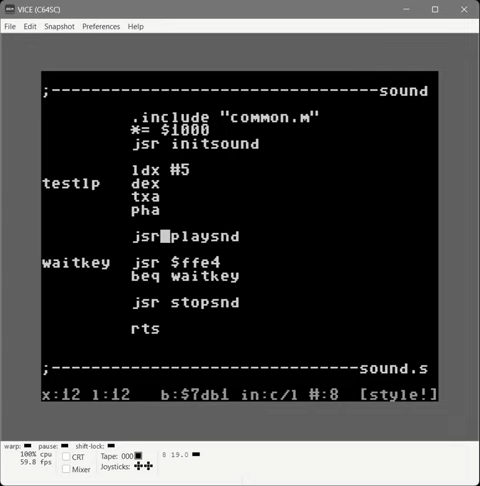 VICE (C64SC)
File Edit Snapshot Preferences Help
;---------------------------------sound
.include "common.m"
*= $1000
jsr initsound
ldx #5
testlp dex
txa
pha
jsr playsnd
waitkey jsr $ffe4
beq waitkey
jsr stopsnd
rts
;-------------------------------sound.s
x:12 l:12 b:$7db1 in:c/l #:8 [style!]
warp: pause: shift-lock:
100% cpu
59.8 fps
CRT
Mixer
Tape: 000
Joysticks:
8 19.0